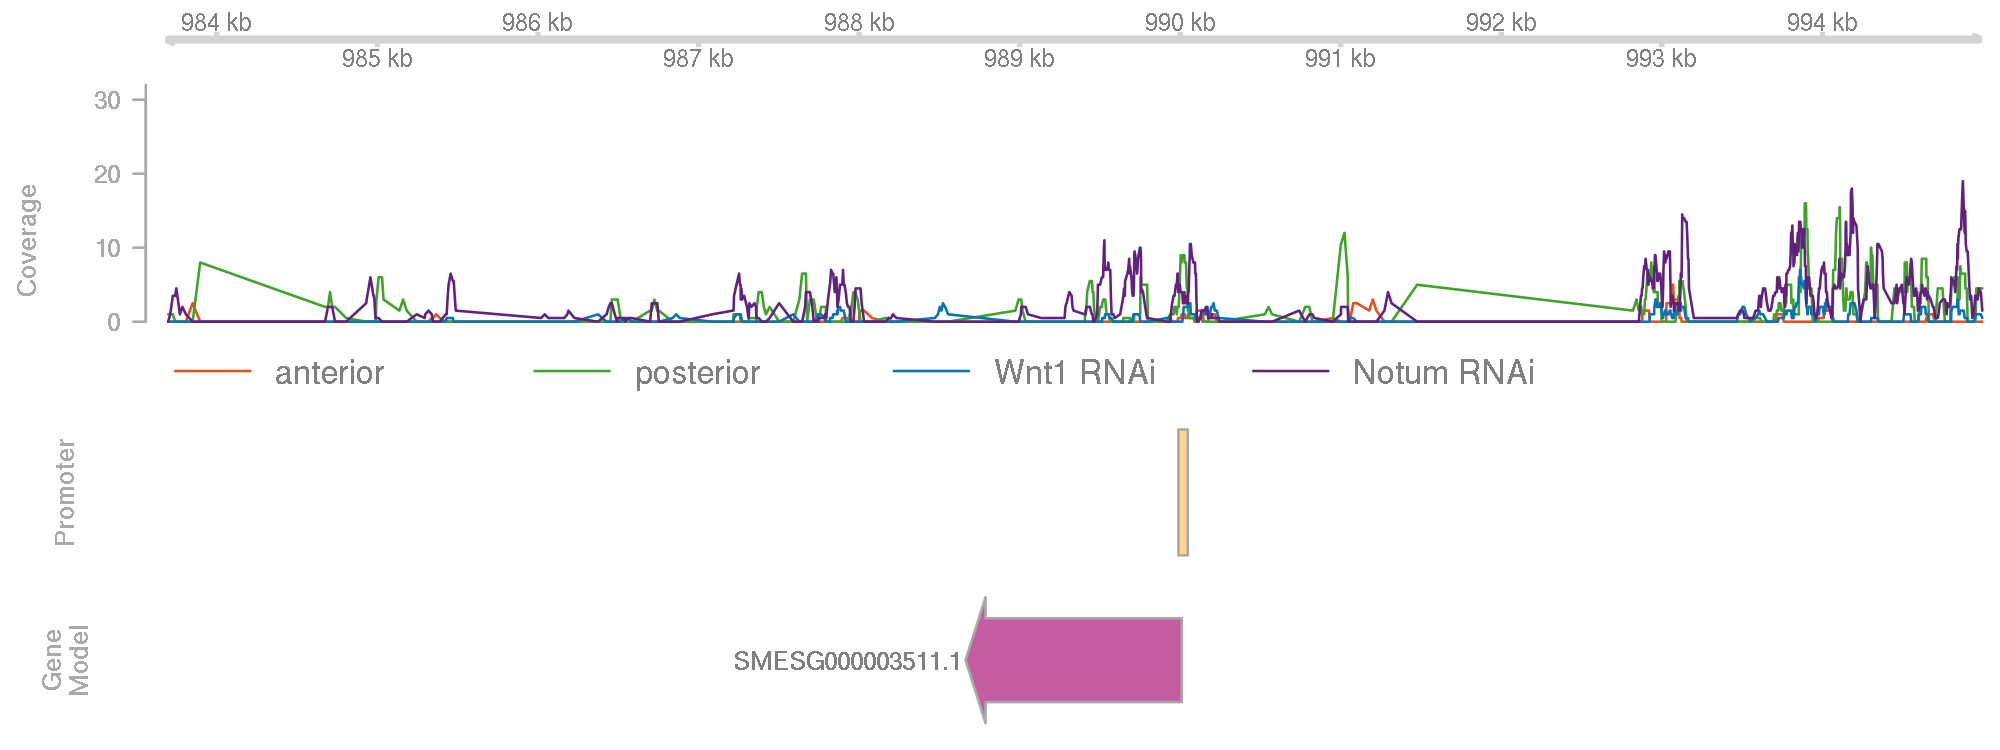 984 kb 986 kb 988 kb 990 kb 992 kb 994 kb
985 kb 987 kb 989 kb 991 kb 993 kb
Coverage
30
20
10
0
anterior posterior Wnt1 RNAi Notum RNAi
Promoter
Gene
Model
SMESG000003511.1